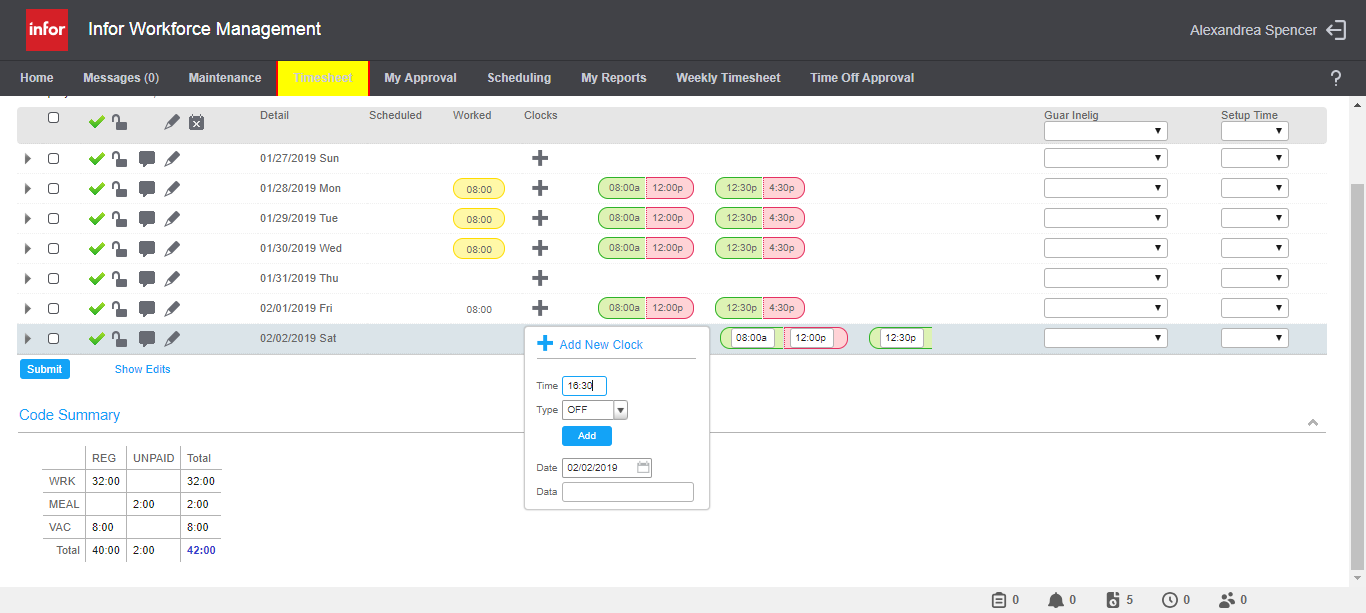 infor Infor Workforce Management Alexandrea Spencer
Home Messages (0) Maintenance Timesheet My Approval Scheduling My Reports Weekly Timesheet Time Off Approval ?
Detail Scheduled Worked Clocks Guar Inelig Setup Time
01/27/2019 Sun
01/28/2019 Mon 08:00 08:00a 12:00p 12:30p 4:30p
01/29/2019 Tue 08:00 08:00a 12:00p 12:30p 4:30p
01/30/2019 Wed 08:00 08:00a 12:00p 12:30p 4:30p
01/31/2019 Thu
02/01/2019 Fri 08:00 08:00a 12:00p 12:30p 4:30p
02/02/2019 Sat 08:00a 12:00p 12:30p
Add New Clock
Time 16:30
Type OFF
Add
Date 02/02/2019
Data
Submit Show Edits
Code Summary
REG UNPAID Total
WRK 32:00 32:00
MEAL 2:00 2:00
VAC 8:00 8:00
Total 40:00 2:00 42:00
0 0 5 0 0